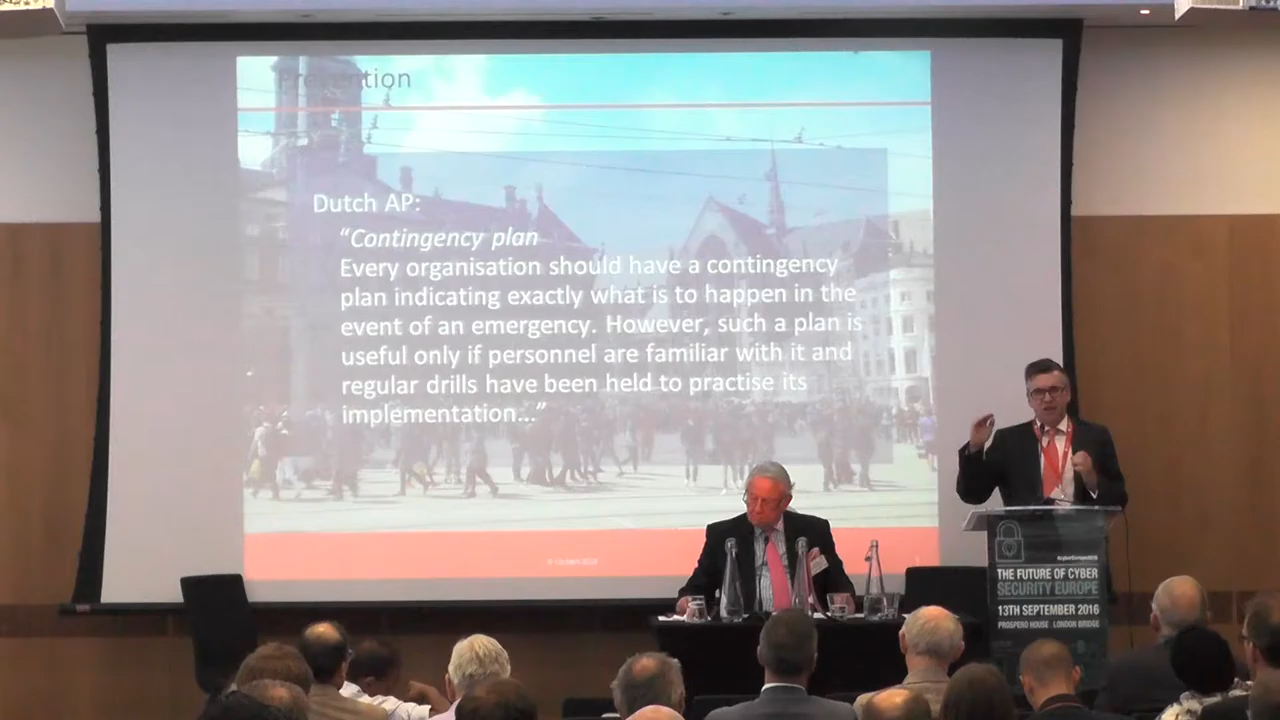 Prevention
Dutch AP:
“Contingency plan
Every organisation should have a contingency
plan indicating exactly what is to happen in the
event of an emergency. However, such a plan is
useful only if personnel are familiar with it and
regular drills have been held to practise its
implementation...”
THE FUTURE OF CYBER
SECURITY EUROPE
13TH SEPTEMBER 2016
PROSPERO HOUSE LONDON BRIDGE